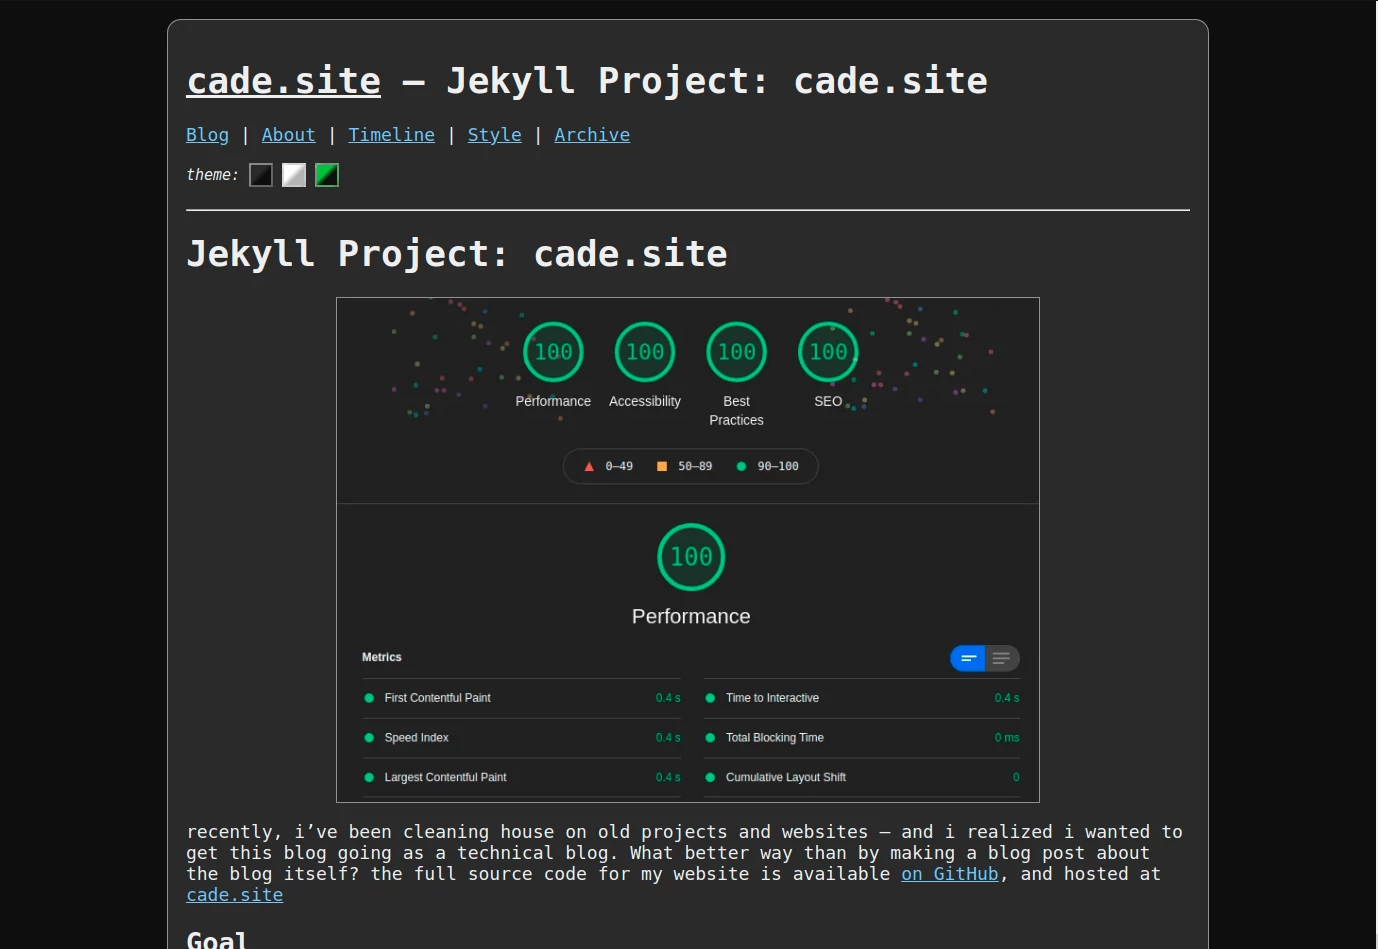 cade.site — Jekyll Project: cade.site
Blog | About | Timeline | Style | Archive
theme:
Jekyll Project: cade.site
100 100 100 100
Performance Accessibility Best Practices SEO
0–49 50–89 90–100
100
Performance
Metrics
First Contentful Paint 0.4 s Time to Interactive 0.4 s
Speed Index 0.4 s Total Blocking Time 0 ms
Largest Contentful Paint 0.4 s Cumulative Layout Shift 0
recently, i’ve been cleaning house on old projects and websites — and i realized i wanted to
get this blog going as a technical blog. What better way than by making a blog post about
the blog itself? the full source code for my website is available on GitHub, and hosted at
cade.site
Goal